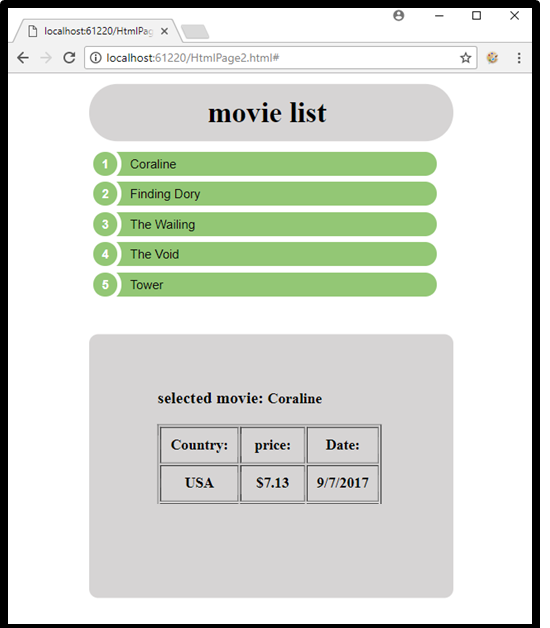 localhost:61220/HtmlPa
localhost:61220/HtmlPage2.html#
movie list
1 Coraline
2 Finding Dory
3 The Wailing
4 The Void
5 Tower
selected movie: Coraline
Country: price: Date:
USA $7.13 9/7/2017